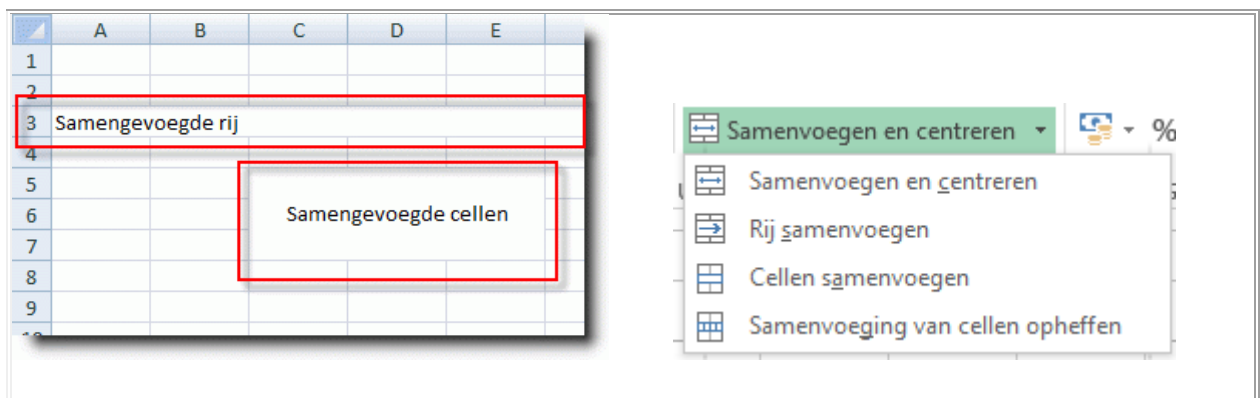 A B C D E
1
2
3 Samengevoegde rij
4
5
6 Samengevoegde cellen
7
8
9
Samenvoegen en centreren %
Samenvoegen en centreren
Rij samenvoegen
Cellen samenvoegen
Samenvoeging van cellen opheffen